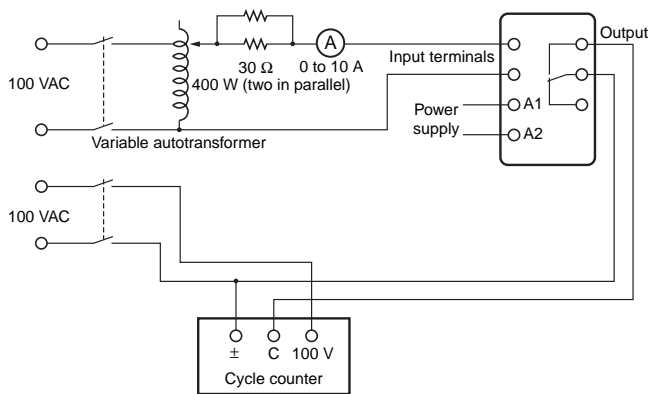 Output
A
Input terminals
30 Ω
0 to 10 A
100 VAC
400 W (two in parallel)
Power
supply
A1
A2
Variable autotransformer
100 VAC
± C 100 V
Cycle counter